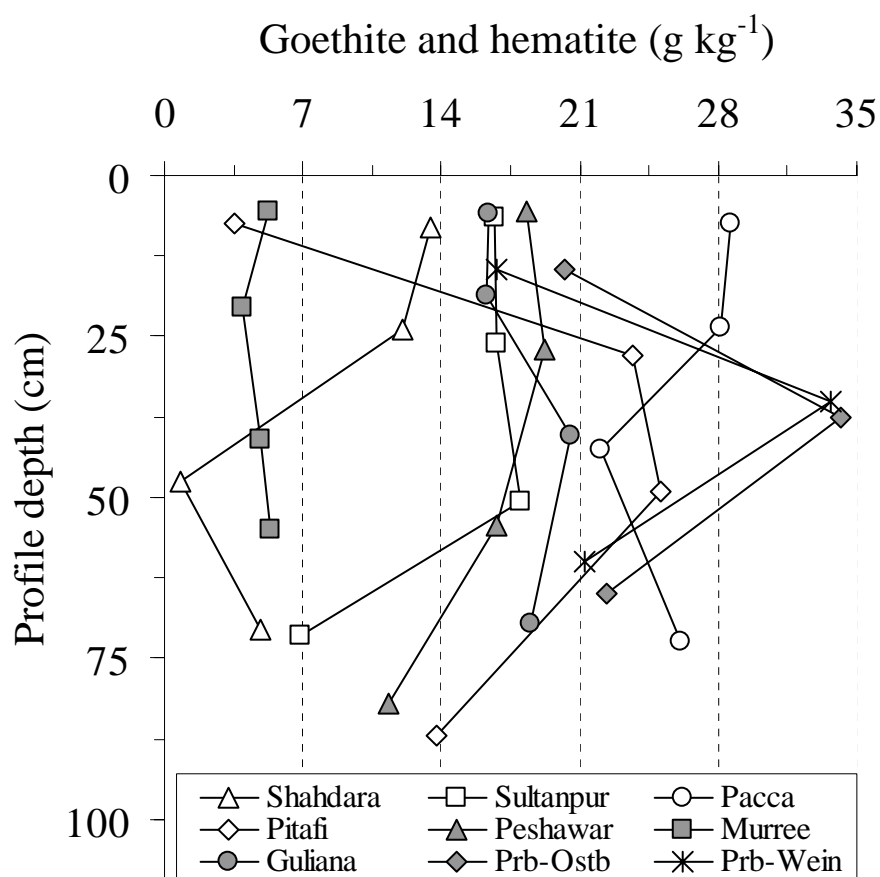 Goethite and hematite (g kg⁻¹)
0 7 14 21 28 35
Profile depth (cm)
0
25
50
75
100
Shahdara Sultanpur Pacca
Pitafi Peshawar Murree
Guliana Prb-Ostb Prb-Wein